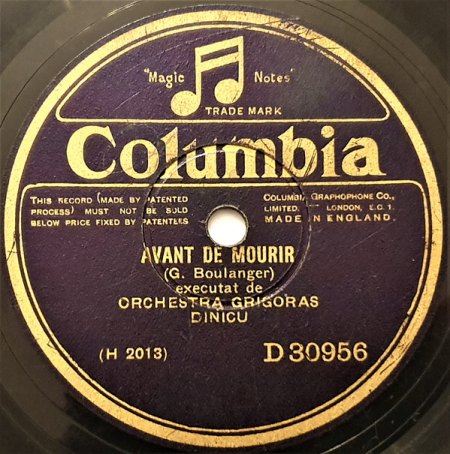 "Magic Notes"
TRADE MARK
Columbia
THIS RECORD (MADE BY PATENTED
PROCESS) MUST NOT BE SOLD
BELOW PRICE FIXED BY PATENTEES
GRAPHOPHONE CO.,
LIMITED. LONDON, E.C.1.
MADE IN ENGLAND.
AVANT DE MOURIR
(G. Boulanger)
executat de
ORCHESTRA GRIGORAS
DINICU
(H 2013)
D 30956